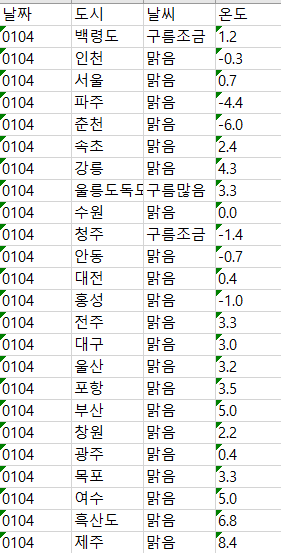 날짜 도시 날씨 온도
0104 백령도 구름조금 1.2
0104 인천 맑음 -0.3
0104 서울 맑음 0.7
0104 파주 맑음 -4.4
0104 춘천 맑음 -6.0
0104 속초 맑음 2.4
0104 강릉 맑음 4.3
0104 울릉도독도 구름많음 3.3
0104 수원 맑음 0.0
0104 청주 구름조금 -1.4
0104 안동 맑음 -0.7
0104 대전 맑음 0.4
0104 홍성 맑음 -1.0
0104 전주 맑음 3.3
0104 대구 맑음 3.0
0104 울산 맑음 3.2
0104 포항 맑음 3.5
0104 부산 맑음 5.0
0104 창원 맑음 2.2
0104 광주 맑음 0.4
0104 목포 맑음 3.3
0104 여수 맑음 5.0
0104 흑산도 맑음 6.8
0104 제주 맑음 8.4